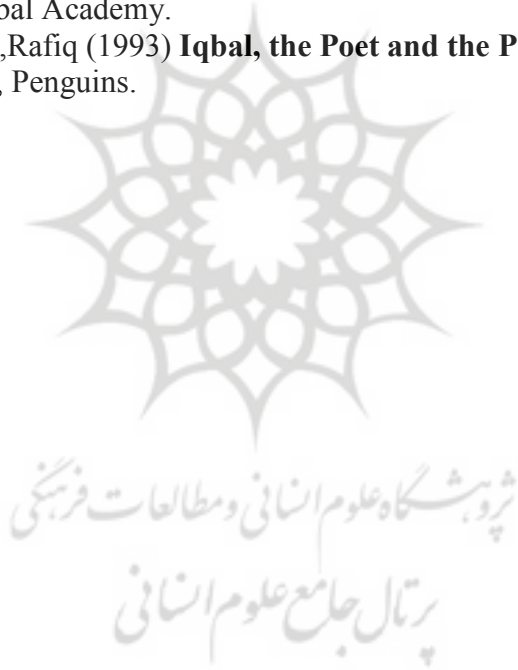 bal Academy.
,Rafiq (1993) Iqbal, the Poet and the P
, Penguins.
پژوهشگاه علوم انسانی و مطالعات فرهنگی
پرتال جامع علوم انسانی